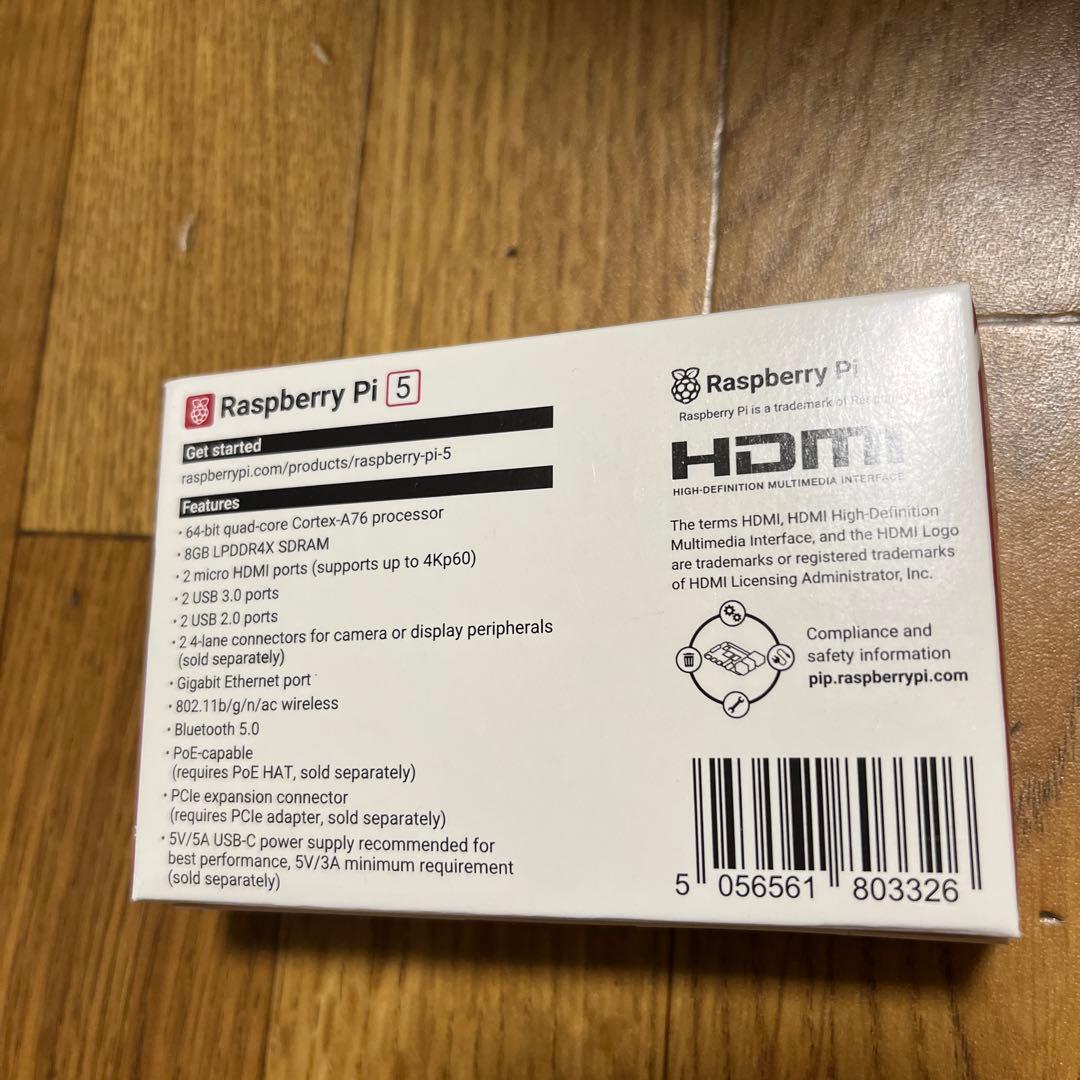 Raspberry Pi 5
Get started
raspberrypi.com/products/raspberry-pi-5
Features
· 64-bit quad-core Cortex-A76 processor
· 8GB LPDDR4X SDRAM
· 2 micro HDMI ports (supports up to 4Kp60)
· 2 USB 3.0 ports
· 2 USB 2.0 ports
· 2 4-lane connectors for camera or display peripherals
(sold separately)
· Gigabit Ethernet port
· 802.11b/g/n/ac wireless
· Bluetooth 5.0
· PoE-capable
(requires PoE HAT, sold separately)
· PCIe expansion connector
(requires PCIe adapter, sold separately)
· 5V/5A USB-C power supply recommended for
best performance, 5V/3A minimum requirement
(sold separately)
Raspberry Pi
Raspberry Pi is a trademark of
HDMI
HIGH-DEFINITION MULTIMEDIA INTERFACE
The terms HDMI, HDMI High-Definition
Multimedia Interface, and the HDMI Logo
are trademarks or registered trademarks
of HDMI Licensing Administrator, Inc.
Compliance and
safety information
pip.raspberrypi.com
5 056561 803326